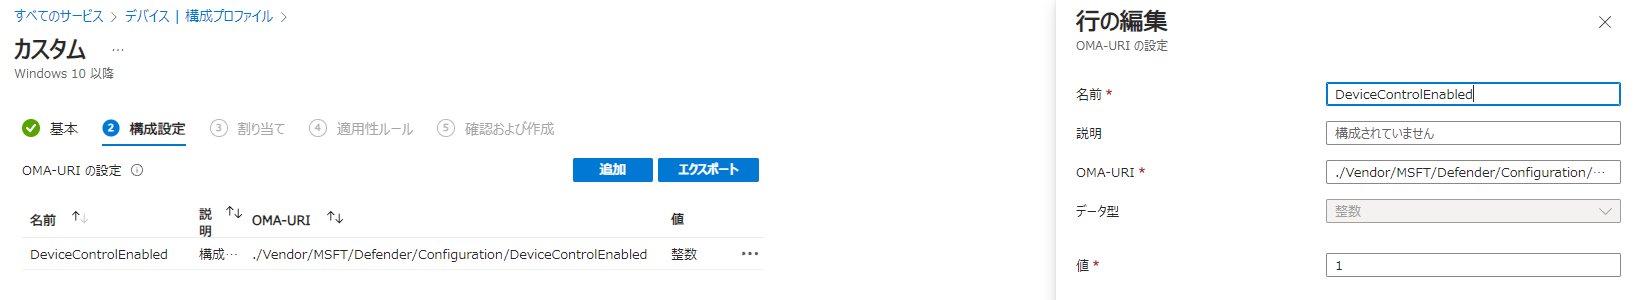 すべてのサービス > デバイス | 構成プロファイル >
カスタム ...
Windows 10 以降
基本 2 構成設定 3 割り当て 4 適用性ルール 5 確認および作成
OMA-URI の設定
追加 エクスポート
名前 ↑↓ 説明 ↑↓ OMA-URI ↑↓ 値
DeviceControlEnabled 構成… ./Vendor/MSFT/Defender/Configuration/DeviceControlEnabled 整数 •••
行の編集
OMA-URI の設定
名前 * DeviceControlEnabled
説明 構成されていません
OMA-URI * ./Vendor/MSFT/Defender/Configuration/…
データ型 整数
値 * 1